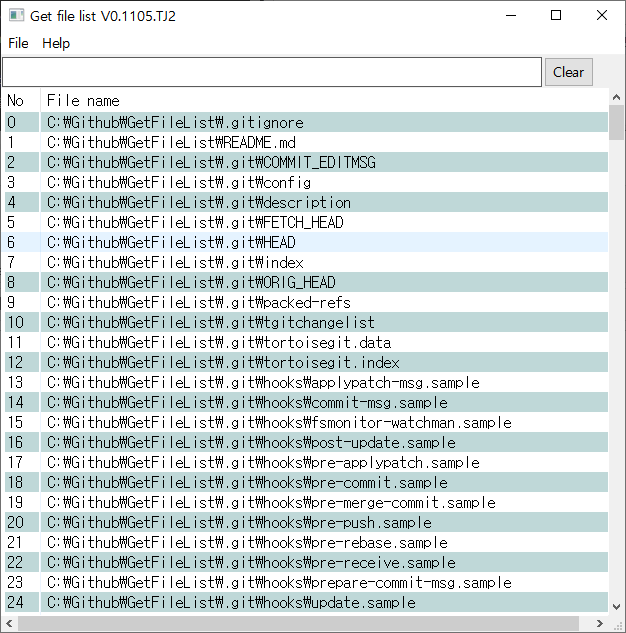 Get file list V0.1105.TJ2
File Help
Clear
No File name
0 C:₩Github₩GetFileList₩.gitignore
1 C:₩Github₩GetFileList₩README.md
2 C:₩Github₩GetFileList₩.git₩COMMIT_EDITMSG
3 C:₩Github₩GetFileList₩.git₩config
4 C:₩Github₩GetFileList₩.git₩description
5 C:₩Github₩GetFileList₩.git₩FETCH_HEAD
6 C:₩Github₩GetFileList₩.git₩HEAD
7 C:₩Github₩GetFileList₩.git₩index
8 C:₩Github₩GetFileList₩.git₩ORIG_HEAD
9 C:₩Github₩GetFileList₩.git₩packed-refs
10 C:₩Github₩GetFileList₩.git₩tgitchangelist
11 C:₩Github₩GetFileList₩.git₩tortoisegit.data
12 C:₩Github₩GetFileList₩.git₩tortoisegit.index
13 C:₩Github₩GetFileList₩.git₩hooks₩applypatch-msg.sample
14 C:₩Github₩GetFileList₩.git₩hooks₩commit-msg.sample
15 C:₩Github₩GetFileList₩.git₩hooks₩fsmonitor-watchman.sample
16 C:₩Github₩GetFileList₩.git₩hooks₩post-update.sample
17 C:₩Github₩GetFileList₩.git₩hooks₩pre-applypatch.sample
18 C:₩Github₩GetFileList₩.git₩hooks₩pre-commit.sample
19 C:₩Github₩GetFileList₩.git₩hooks₩pre-merge-commit.sample
20 C:₩Github₩GetFileList₩.git₩hooks₩pre-push.sample
21 C:₩Github₩GetFileList₩.git₩hooks₩pre-rebase.sample
22 C:₩Github₩GetFileList₩.git₩hooks₩pre-receive.sample
23 C:₩Github₩GetFileList₩.git₩hooks₩prepare-commit-msg.sample
24 C:₩Github₩GetFileList₩.git₩hooks₩update.sample